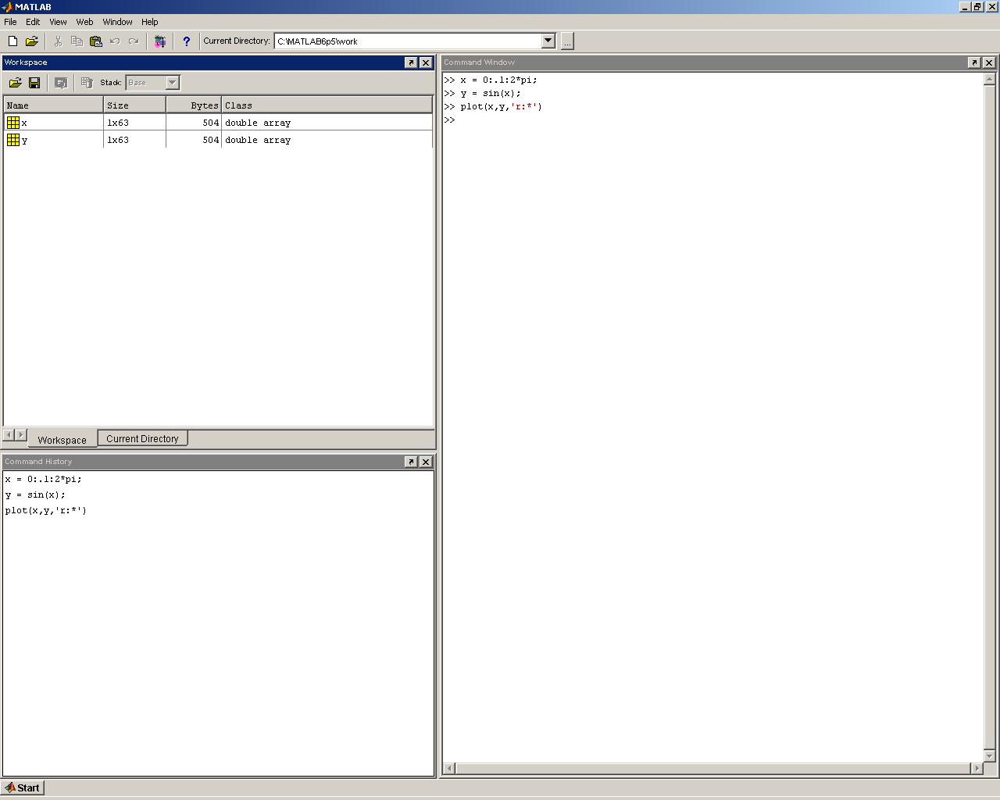 MATLAB
File Edit View Web Window Help
Current Directory: C:\MATLAB6p5\work ...
Workspace
Stack: Base
Name Size Bytes Class
x 1x63 504 double array
y 1x63 504 double array
Workspace Current Directory
Command History
x = 0:.1:2*pi;
y = sin(x);
plot(x,y,'r:*')
Command Window
>> x = 0:.1:2*pi;
>> y = sin(x);
>> plot(x,y,'r:*')
>>
Start